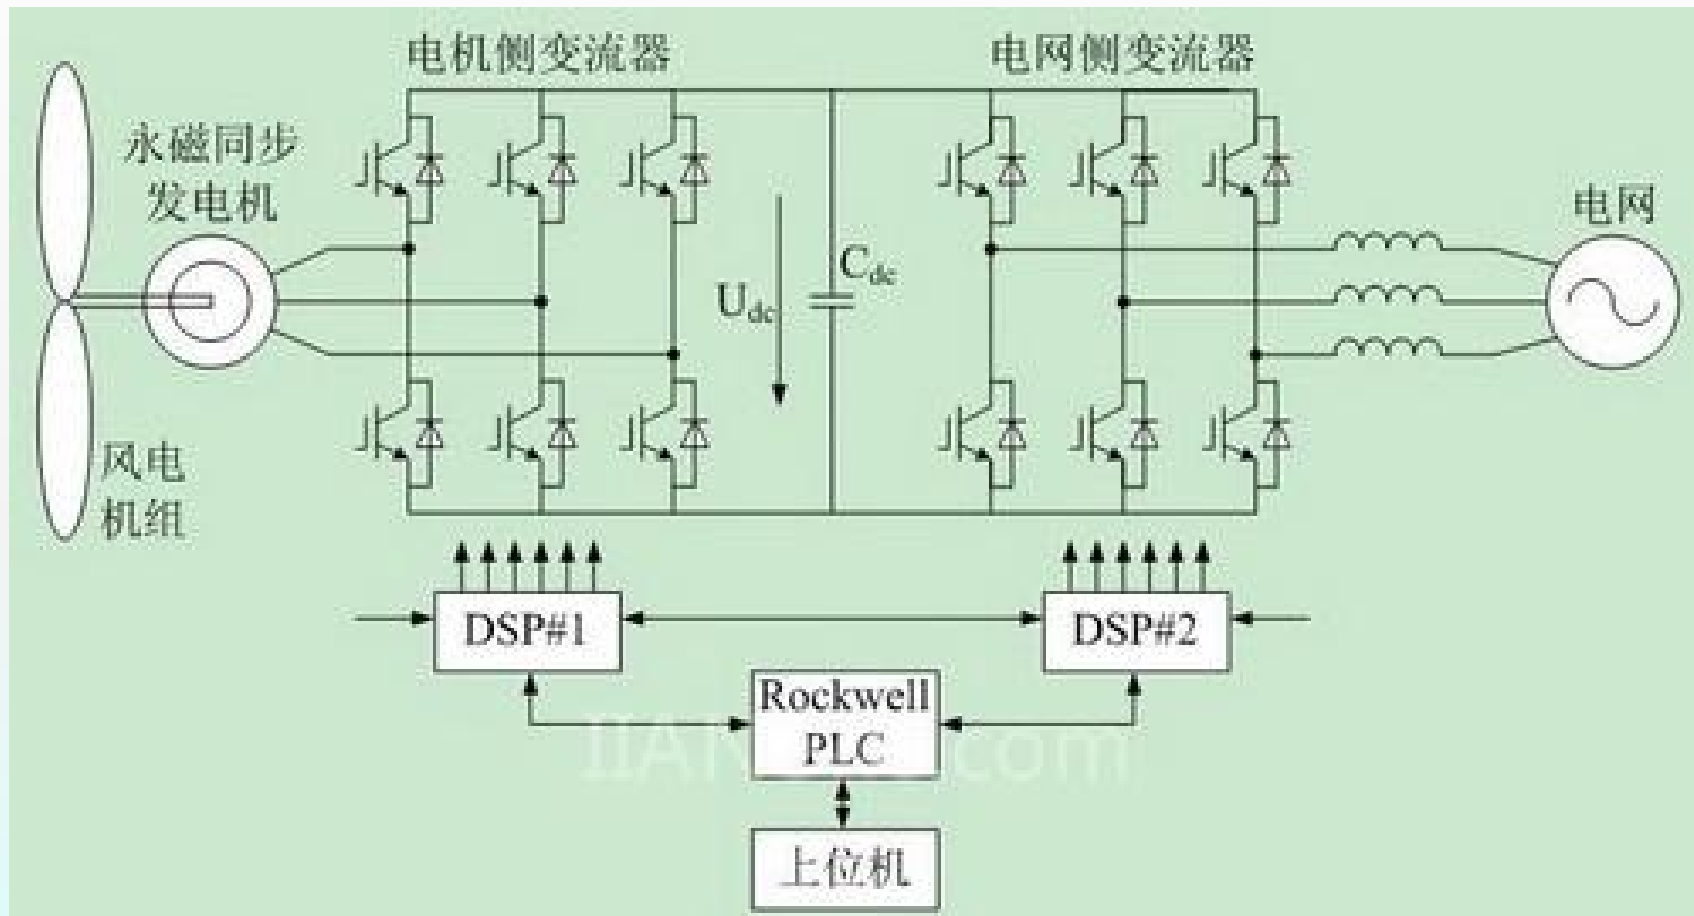 电机侧变流器
电网侧变流器
永磁同步
发电机
电网
Cdc
Udc
风电
机组
DSP#1
DSP#2
Rockwell
PLC
上位机